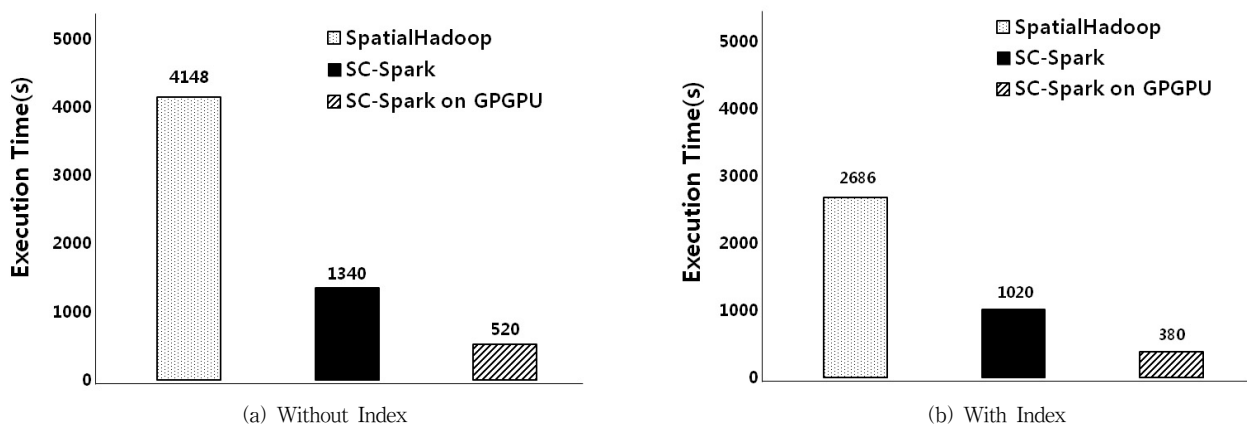 Execution Time(s)
5000
4000
3000
2000
1000
0
SpatialHadoop
SC-Spark
SC-Spark on GPGPU
4148
1340
520
(a) Without Index
Execution Time(s)
5000
4000
3000
2000
1000
0
SpatialHadoop
SC-Spark
SC-Spark on GPGPU
2686
1020
380
(b) With Index